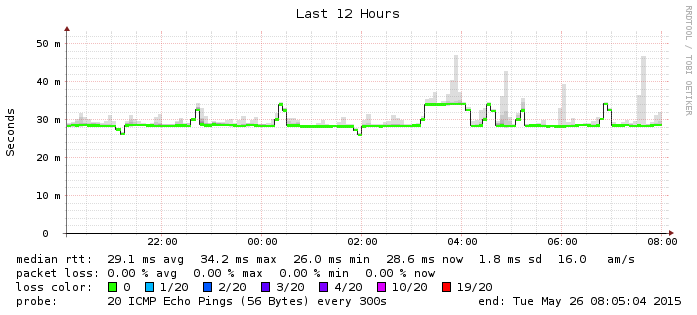 Last 12 Hours
RRDTOOL / TOBI OETIKER
Seconds
50 m
40 m
30 m
20 m
10 m
0
22:00 00:00 02:00 04:00 06:00 08:00
median rtt: 29.1 ms avg 34.2 ms max 26.0 ms min 28.6 ms now 1.8 ms sd 16.0 am/s
packet loss: 0.00 % avg 0.00 % max 0.00 % min 0.00 % now
loss color: 0 1/20 2/20 3/20 4/20 10/20 19/20
probe: 20 ICMP Echo Pings (56 Bytes) every 300s end: Tue May 26 08:05:04 2015